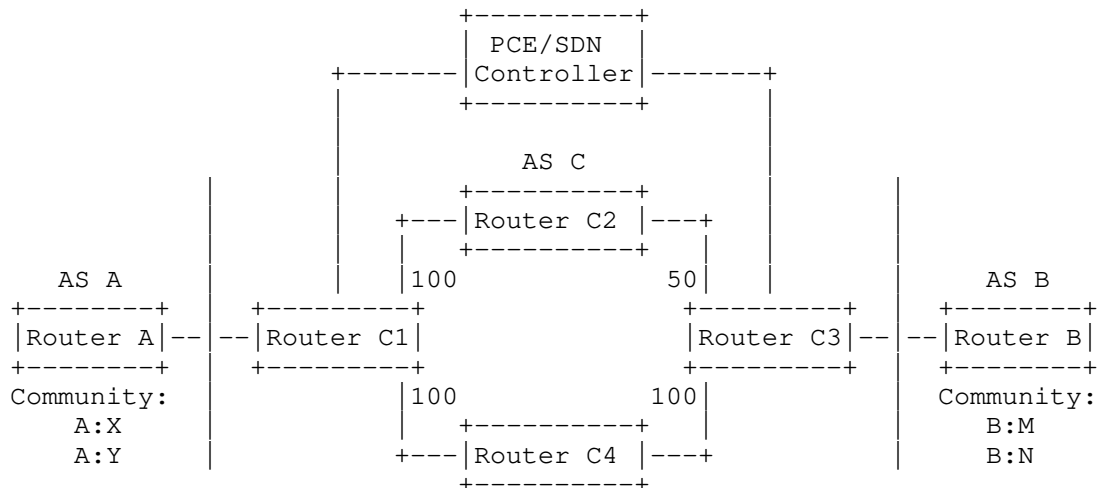 PCE/SDN
Controller
AS C
Router C2
100 50
AS A AS B
Router A Router C1 Router C3 Router B
Community: 100 100 Community:
A:X B:M
A:Y Router C4 B:N